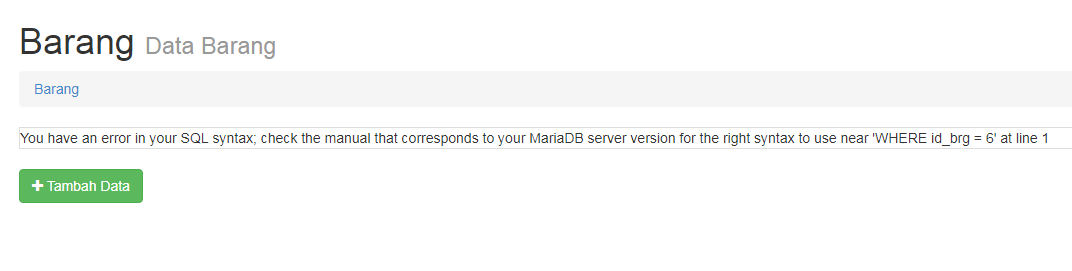 Barang Data Barang
Barang
You have an error in your SQL syntax; check the manual that corresponds to your MariaDB server version for the right syntax to use near 'WHERE id_brg = 6' at line 1
Tambah Data